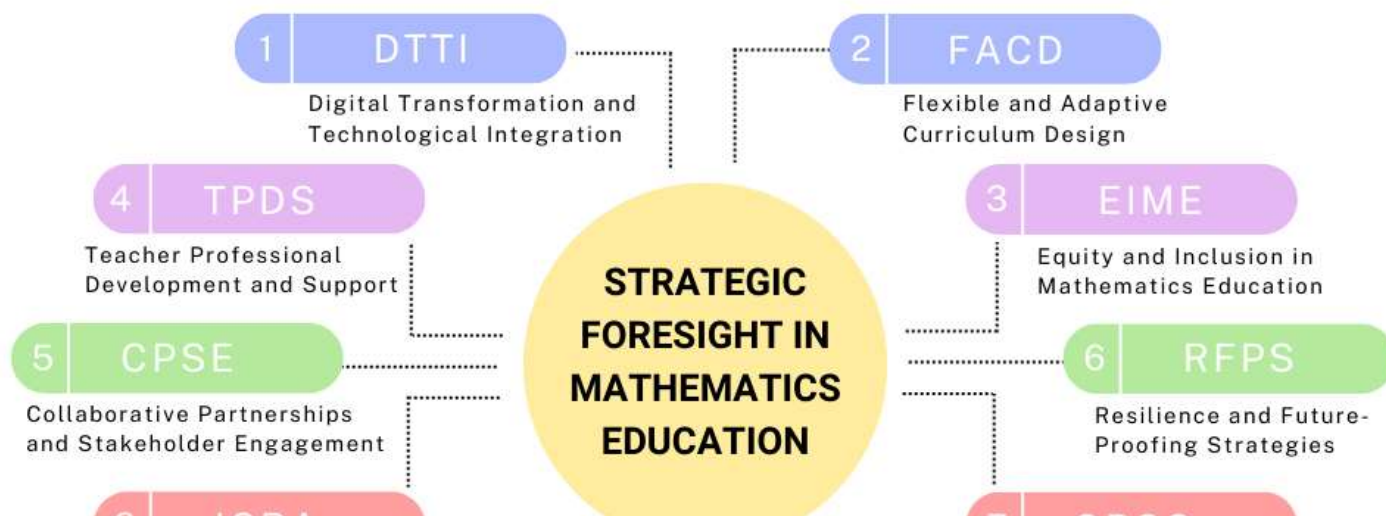 1 DTTI
Digital Transformation and
Technological Integration
2 FACD
Flexible and Adaptive
Curriculum Design
4 TPDS
Teacher Professional
Development and Support
3 EIME
Equity and Inclusion in
Mathematics Education
STRATEGIC
FORESIGHT IN
MATHEMATICS
EDUCATION
5 CPSE
Collaborative Partnerships
and Stakeholder Engagement
6 RFPS
Resilience and Future-
Proofing Strategies